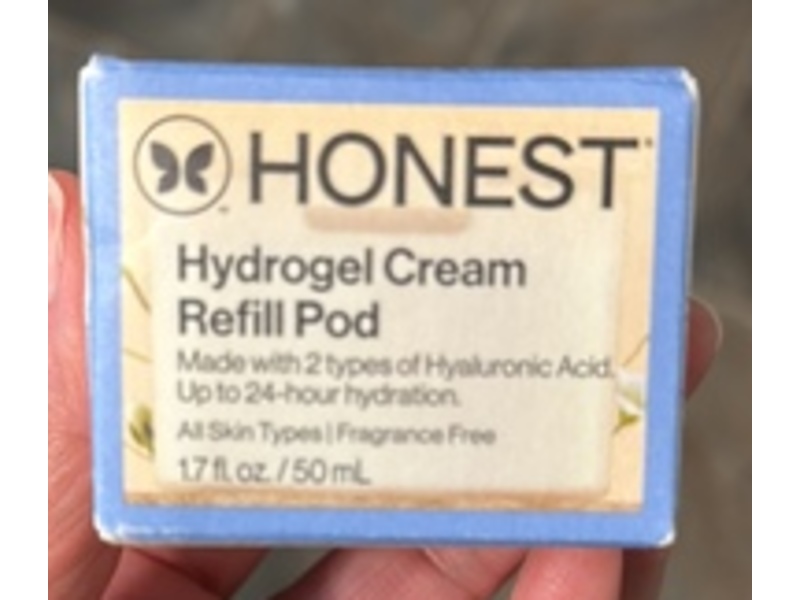 HONEST
Hydrogel Cream
Refill Pod
Made with 2 types of Hyaluronic Acid.
Up to 24-hour hydration.
All Skin Types | Fragrance Free
1.7 fl. oz. / 50 mL